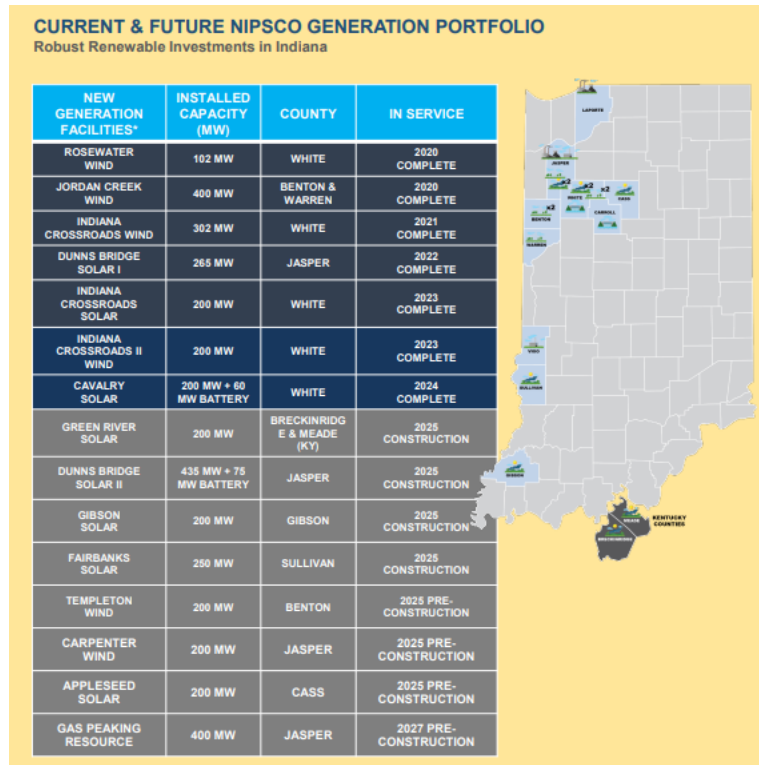 CURRENT & FUTURE NIPSCO GENERATION PORTFOLIO
Robust Renewable Investments in Indiana
NEW
GENERATION
FACILITIES*
INSTALLED
CAPACITY
(MW)
COUNTY
IN SERVICE
ROSEWATER
WIND
102 MW
WHITE
2020
COMPLETE
JORDAN CREEK
WIND
400 MW
BENTON &
WARREN
2020
COMPLETE
INDIANA
CROSSROADS WIND
302 MW
WHITE
2021
COMPLETE
DUNNS BRIDGE
SOLAR I
265 MW
JASPER
2022
COMPLETE
INDIANA
CROSSROADS
SOLAR
200 MW
WHITE
2023
COMPLETE
INDIANA
CROSSROADS II
WIND
200 MW
WHITE
2023
COMPLETE
CAVALRY
SOLAR
200 MW + 60
MW BATTERY
WHITE
2024
COMPLETE
GREEN RIVER
SOLAR
200 MW
BRECKINRIDG
E & MEADE
(KY)
2025
CONSTRUCTION
DUNNS BRIDGE
SOLAR II
435 MW + 75
MW BATTERY
JASPER
2025
CONSTRUCTION
GIBSON
SOLAR
200 MW
GIBSON
2025
CONSTRUCTION
FAIRBANKS
SOLAR
250 MW
SULLIVAN
2025
CONSTRUCTION
TEMPLETON
WIND
200 MW
BENTON
2025 PRE-
CONSTRUCTION
CARPENTER
WIND
200 MW
JASPER
2025 PRE-
CONSTRUCTION
APPLESEED
SOLAR
200 MW
CASS
2025 PRE-
CONSTRUCTION
GAS PEAKING
RESOURCE
400 MW
JASPER
2027 PRE-
CONSTRUCTION
LAPORTE
JASPER
x2
x2
x2
WHITE
CASS
x2
BENTON
CARROLL
WARREN
VIGO
SULLIVAN
GIBSON
MEADE
KENTUCKY
COUNTIES
BRECKINRIDGE